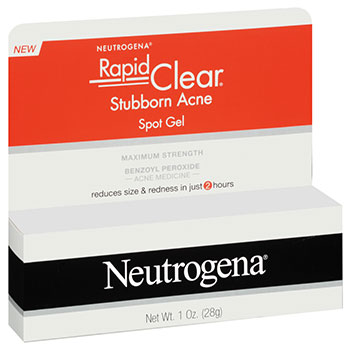 NEW
NEUTROGENA®
Rapid Clear®
Stubborn Acne
Spot Gel
MAXIMUM STRENGTH
BENZOYL PEROXIDE
— ACNE MEDICINE —
reduces size & redness in just 2 hours
Neutrogena®
Net Wt. 1 Oz. (28g)